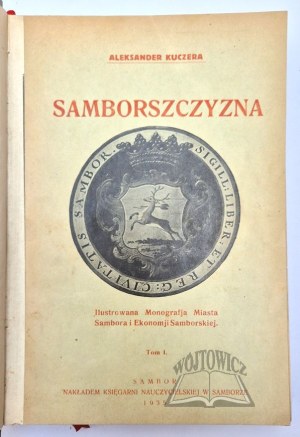 ALEKSANDER KUCZERA
SAMBORSZCZYZNA
SIGILL: LIBER: ET REG: CIVITATIS SAMBOR.
Ilustrowana Monografja Miasta
Sambora i Ekonomji Samborskiej.
Tom I.
SAMBOR
NAKŁADEM KSIĘGARNI NAUCZYCIELSKIEJ W SAMBORZE
WÓJTOWICZ